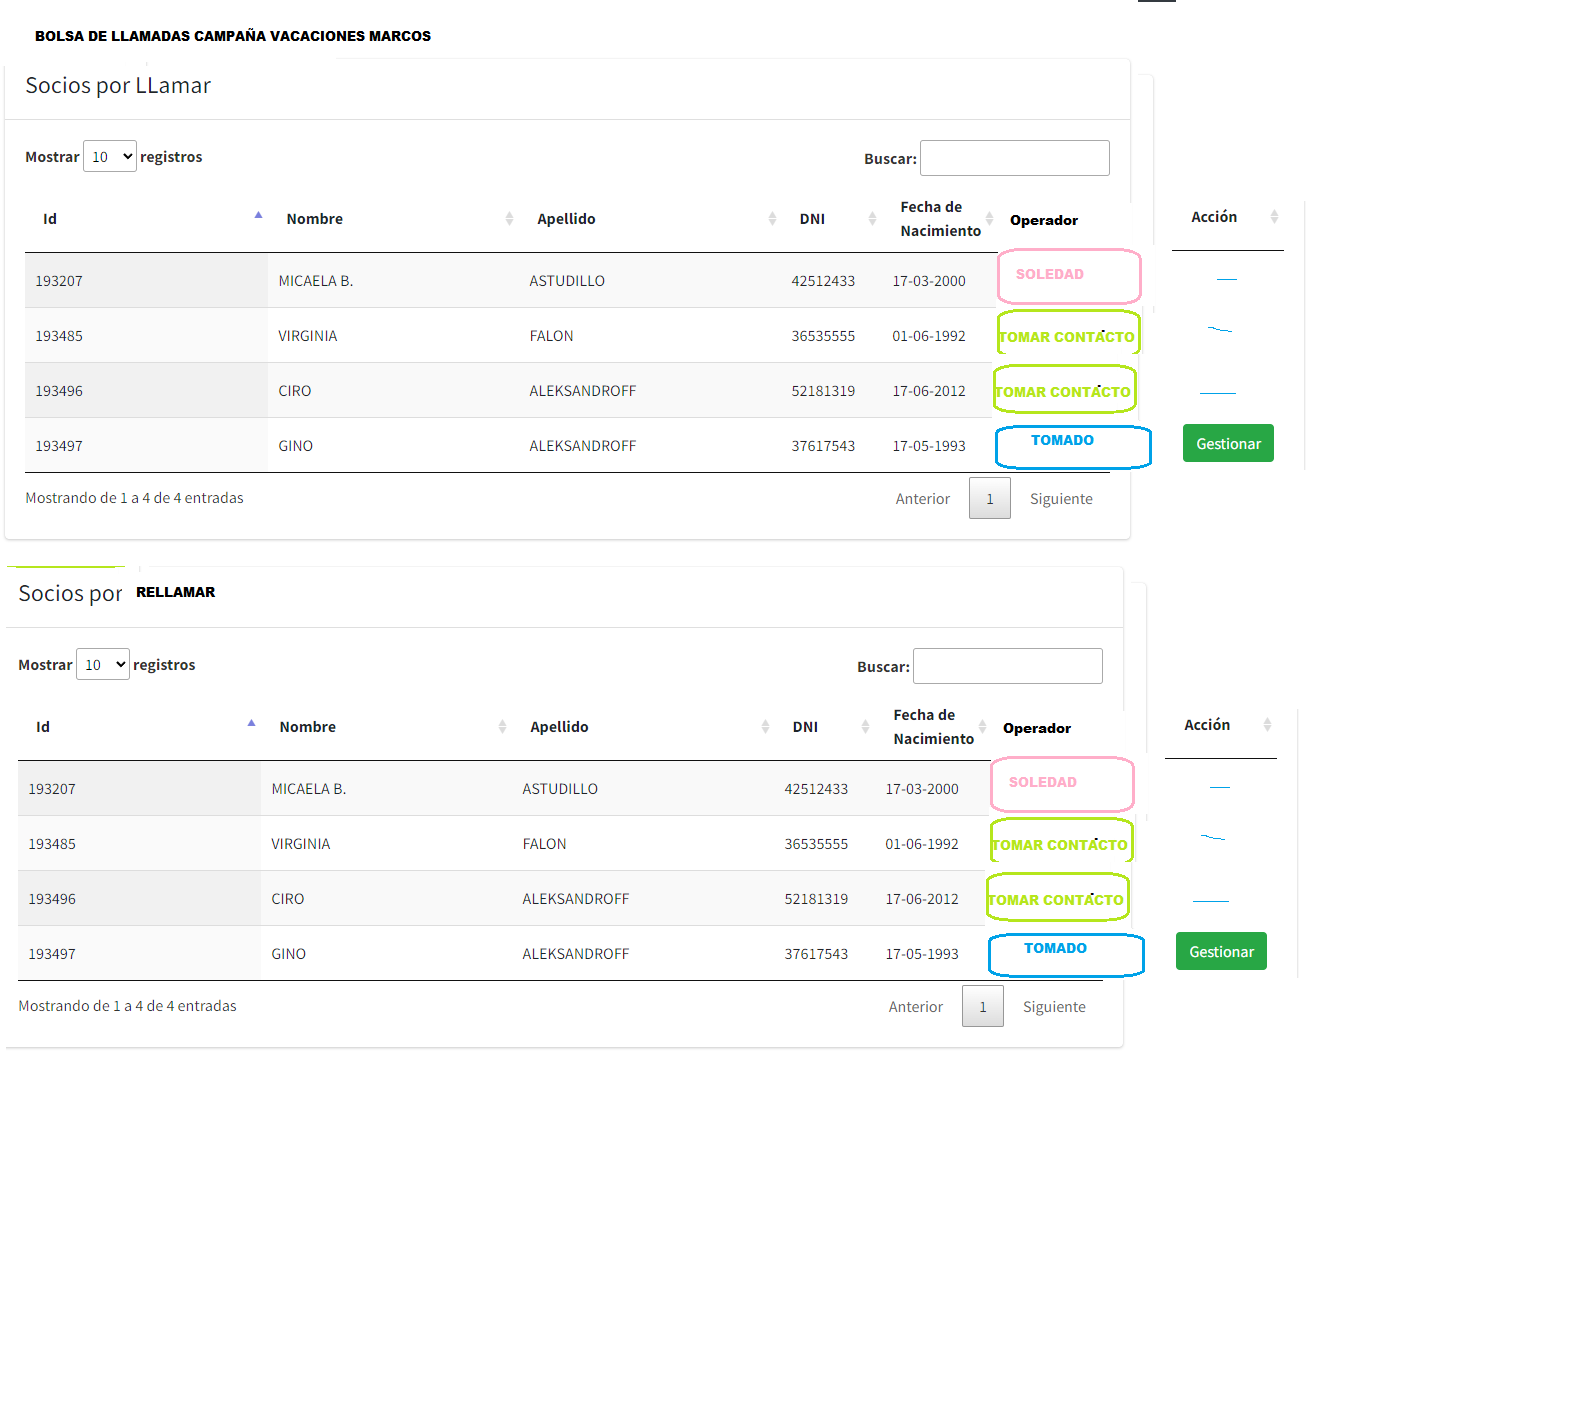 BOLSA DE LLAMADAS CAMPAÑA VACACIONES MARCOS
Socios por LLamar
Mostrar 10 registros Buscar:
Id Nombre Apellido DNI Fecha de Nacimiento Operador Acción
193207 MICAELA B. ASTUDILLO 42512433 17-03-2000 SOLEDAD
193485 VIRGINIA FALON 36535555 01-06-1992 TOMAR CONTACTO
193496 CIRO ALEKSANDROFF 52181319 17-06-2012 TOMAR CONTACTO
193497 GINO ALEKSANDROFF 37617543 17-05-1993 TOMADO Gestionar
Mostrando de 1 a 4 de 4 entradas Anterior 1 Siguiente
Socios por RELLAMAR
Mostrar 10 registros Buscar:
Id Nombre Apellido DNI Fecha de Nacimiento Operador Acción
193207 MICAELA B. ASTUDILLO 42512433 17-03-2000 SOLEDAD
193485 VIRGINIA FALON 36535555 01-06-1992 TOMAR CONTACTO
193496 CIRO ALEKSANDROFF 52181319 17-06-2012 TOMAR CONTACTO
193497 GINO ALEKSANDROFF 37617543 17-05-1993 TOMADO Gestionar
Mostrando de 1 a 4 de 4 entradas Anterior 1 Siguiente